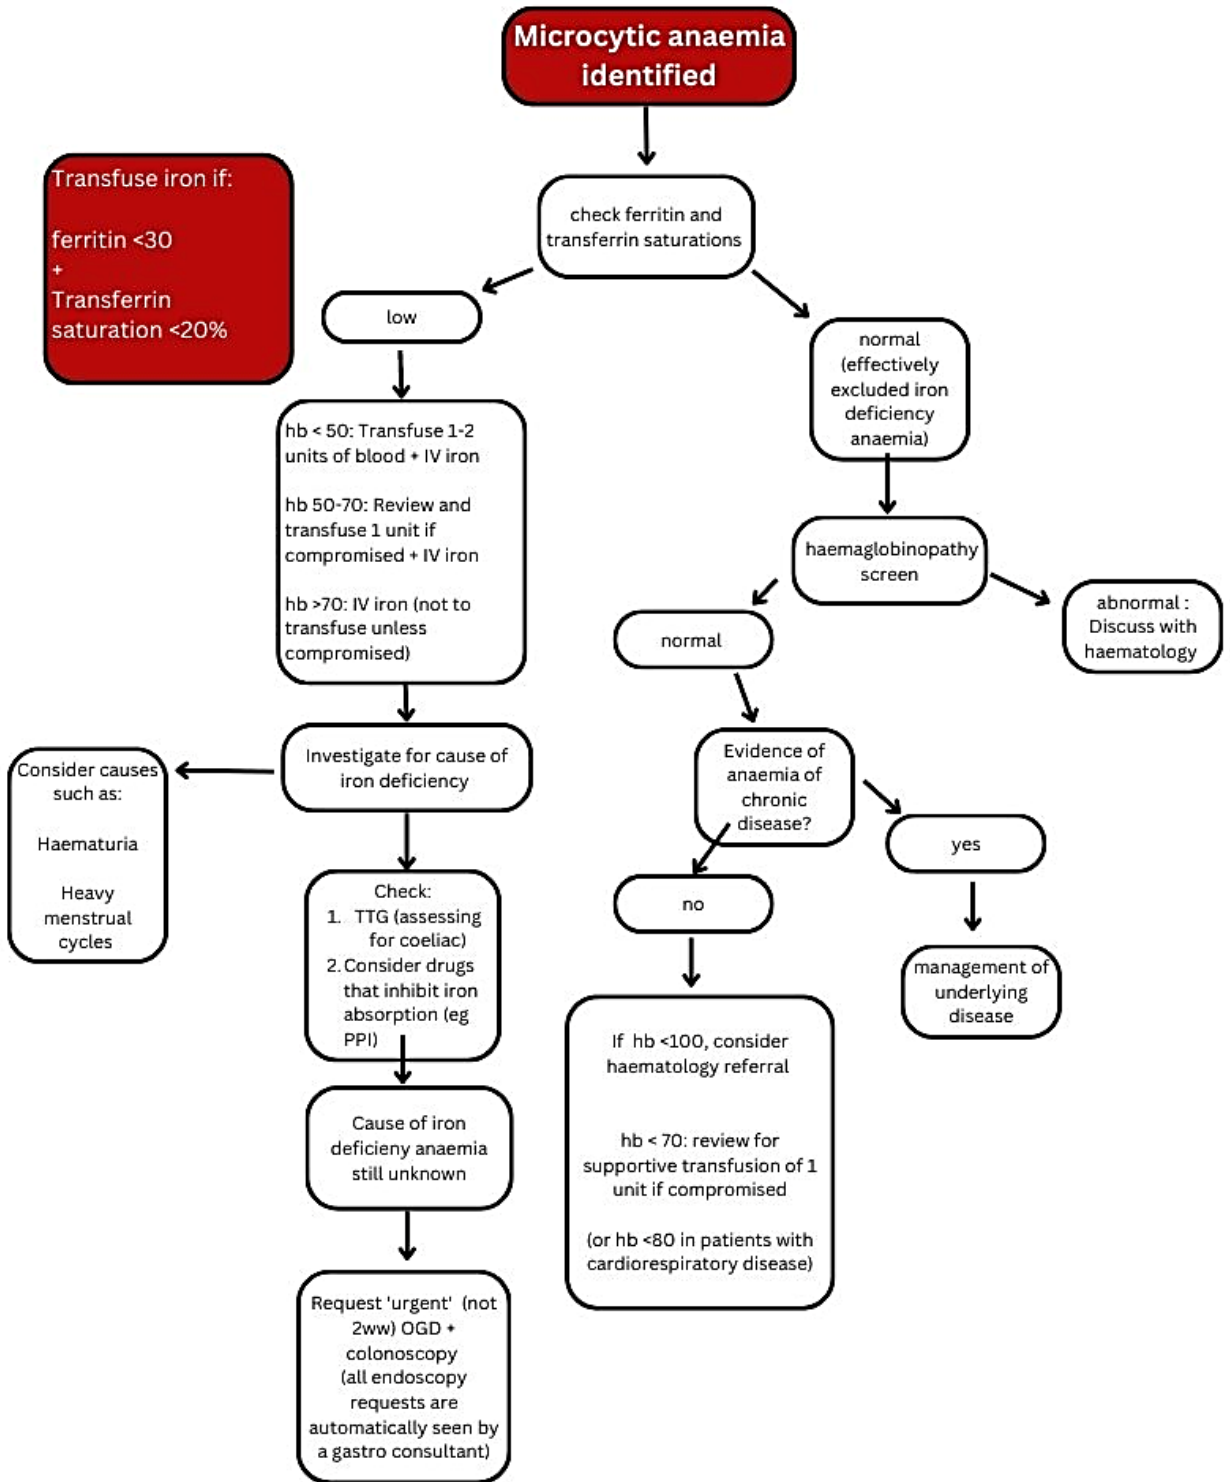 Microcytic anaemia
identified
Transfuse iron if:
ferritin <30
+
Transferrin
saturation <20%
check ferritin and
transferrin saturations
low
normal
(effectively
excluded iron
deficiency
anaemia)
hb < 50: Transfuse 1-2
units of blood + IV iron
hb 50-70: Review and
transfuse 1 unit if
compromised + IV iron
hb >70: IV iron (not to
transfuse unless
compromised)
haemaglobinopathy
screen
abnormal :
Discuss with
haematology
normal
Investigate for cause of
iron deficiency
Consider causes
such as:
Haematuria
Heavy
menstrual
cycles
Evidence of
anaemia of
chronic
disease?
yes
no
Check:
1. TTG (assessing
for coeliac)
2. Consider drugs
that inhibit iron
absorption (eg
PPI)
management of
underlying
disease
If hb <100, consider
haematology referral
hb < 70: review for
supportive transfusion of 1
unit if compromised
(or hb <80 in patients with
cardiorespiratory disease)
Cause of iron
deficieny anaemia
still unknown
Request 'urgent' (not
2ww) OGD +
colonoscopy
(all endoscopy
requests are
automatically seen by
a gastro consultant)